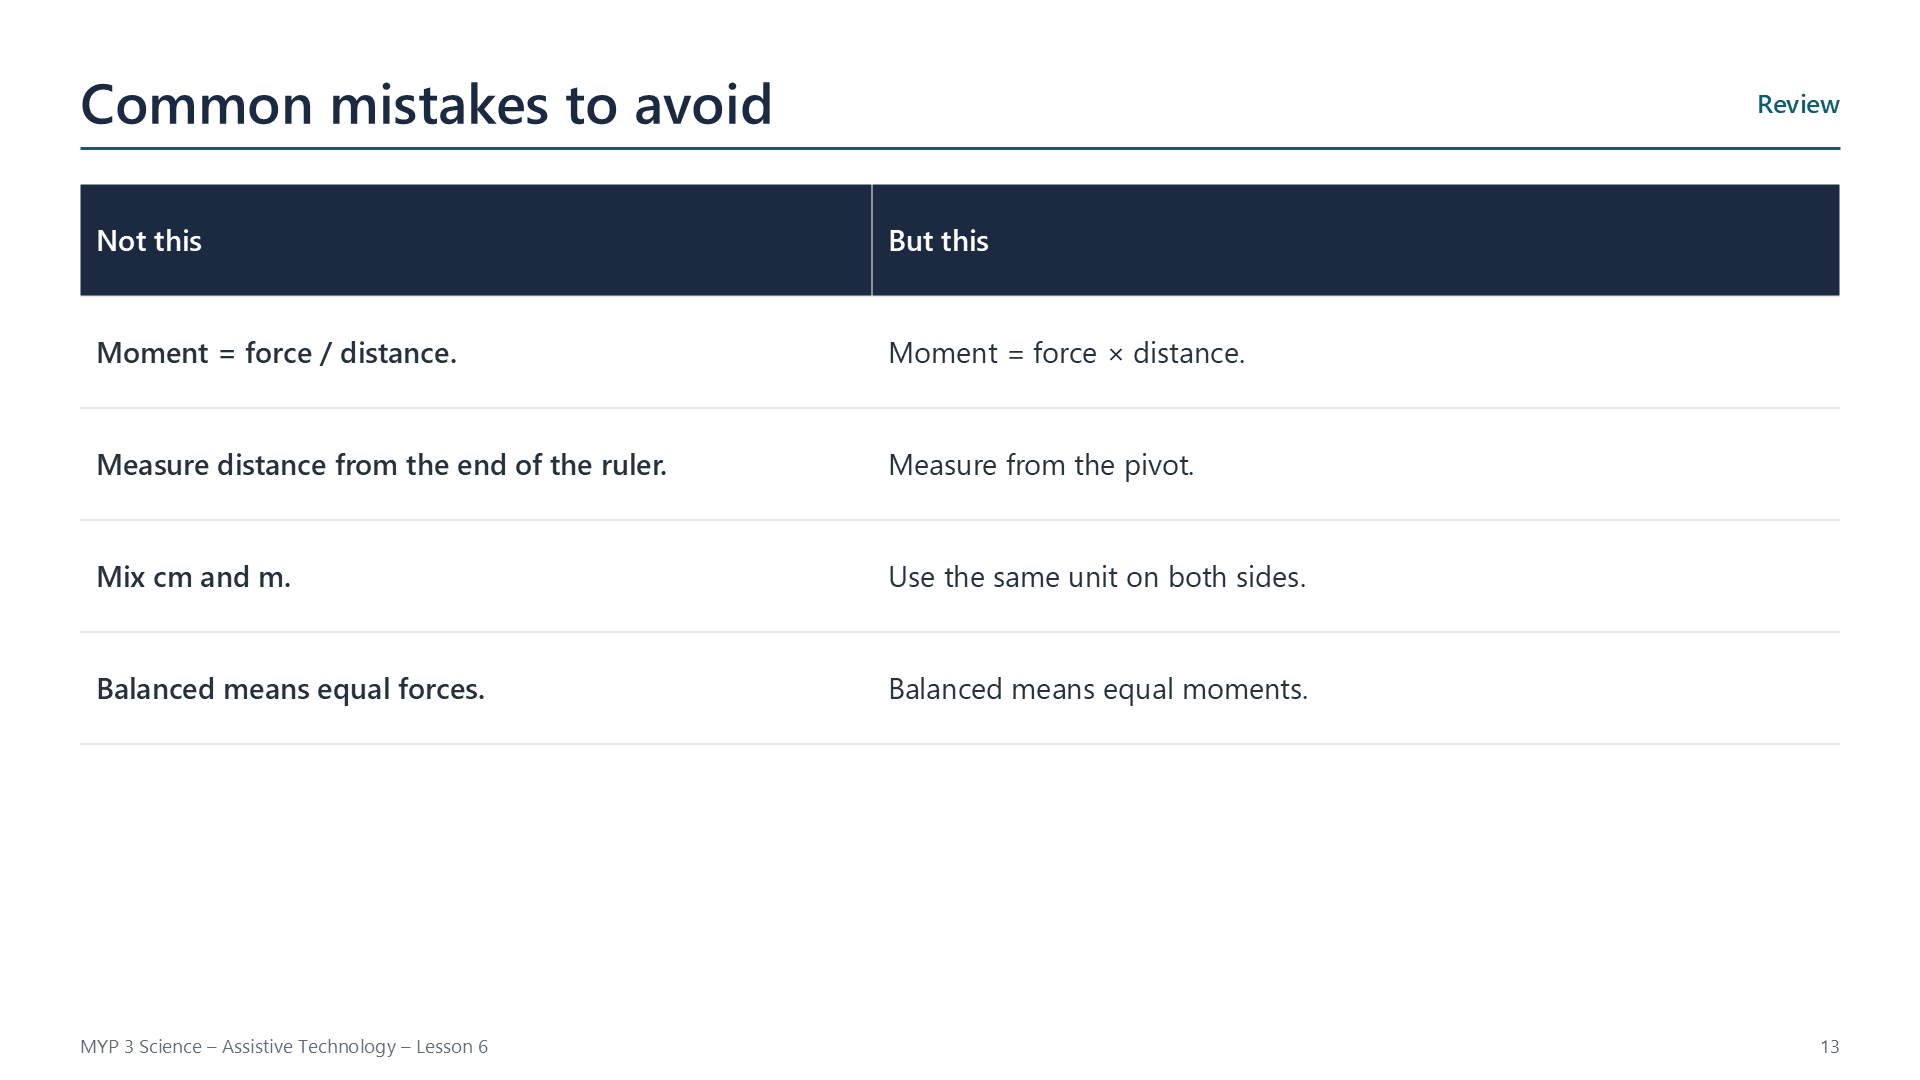 Common mistakes to avoid
Review
Not this
But this
Moment = force / distance.
Moment = force × distance.
Measure distance from the end of the ruler.
Measure from the pivot.
Mix cm and m.
Use the same unit on both sides.
Balanced means equal forces.
Balanced means equal moments.
MYP 3 Science – Assistive Technology – Lesson 6
13